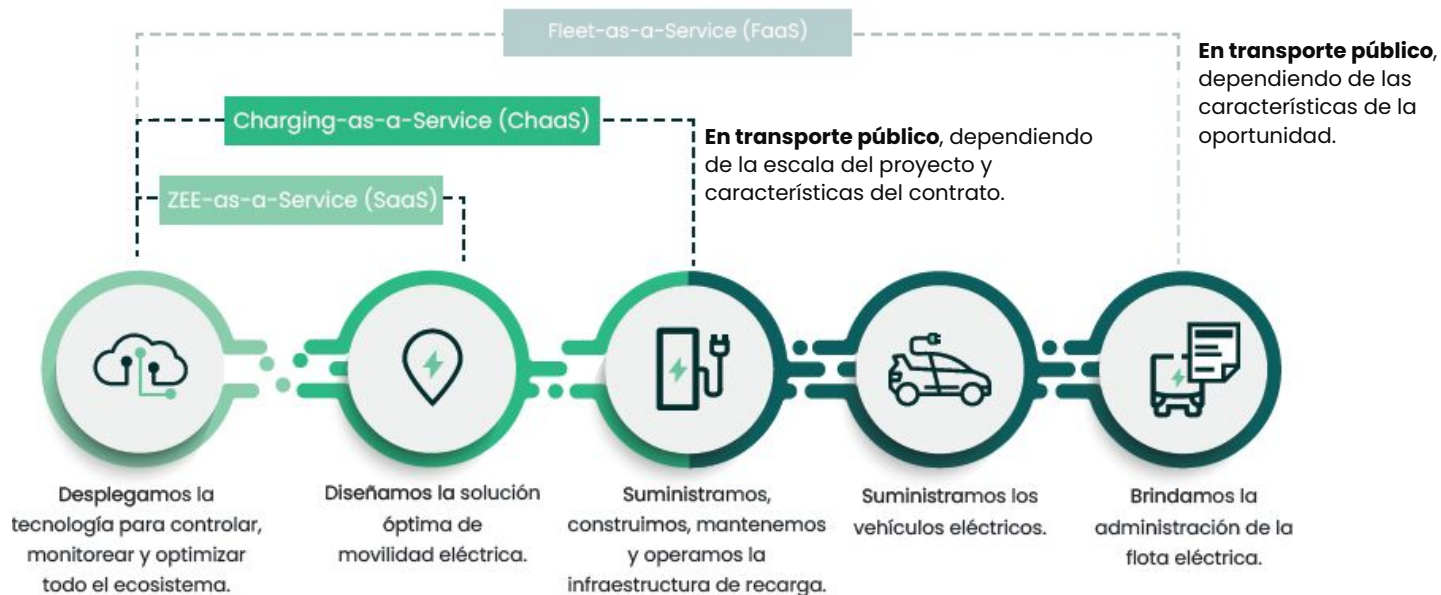 Fleet-as-a-Service (FaaS)
En transporte público,
dependiendo de las
características de la
oportunidad.
Charging-as-a-Service (ChaaS)
En transporte público, dependiendo
de la escala del proyecto y
características del contrato.
ZEE-as-a-Service (SaaS)
Desplegamos la
tecnología para controlar,
monitorear y optimizar
todo el ecosistema.
Diseñamos la solución
óptima de
movilidad eléctrica.
Suministramos,
construimos, mantenemos
y operamos la
infraestructura de recarga.
Suministramos los
vehículos eléctricos.
Brindamos la
administración de la
flota eléctrica.